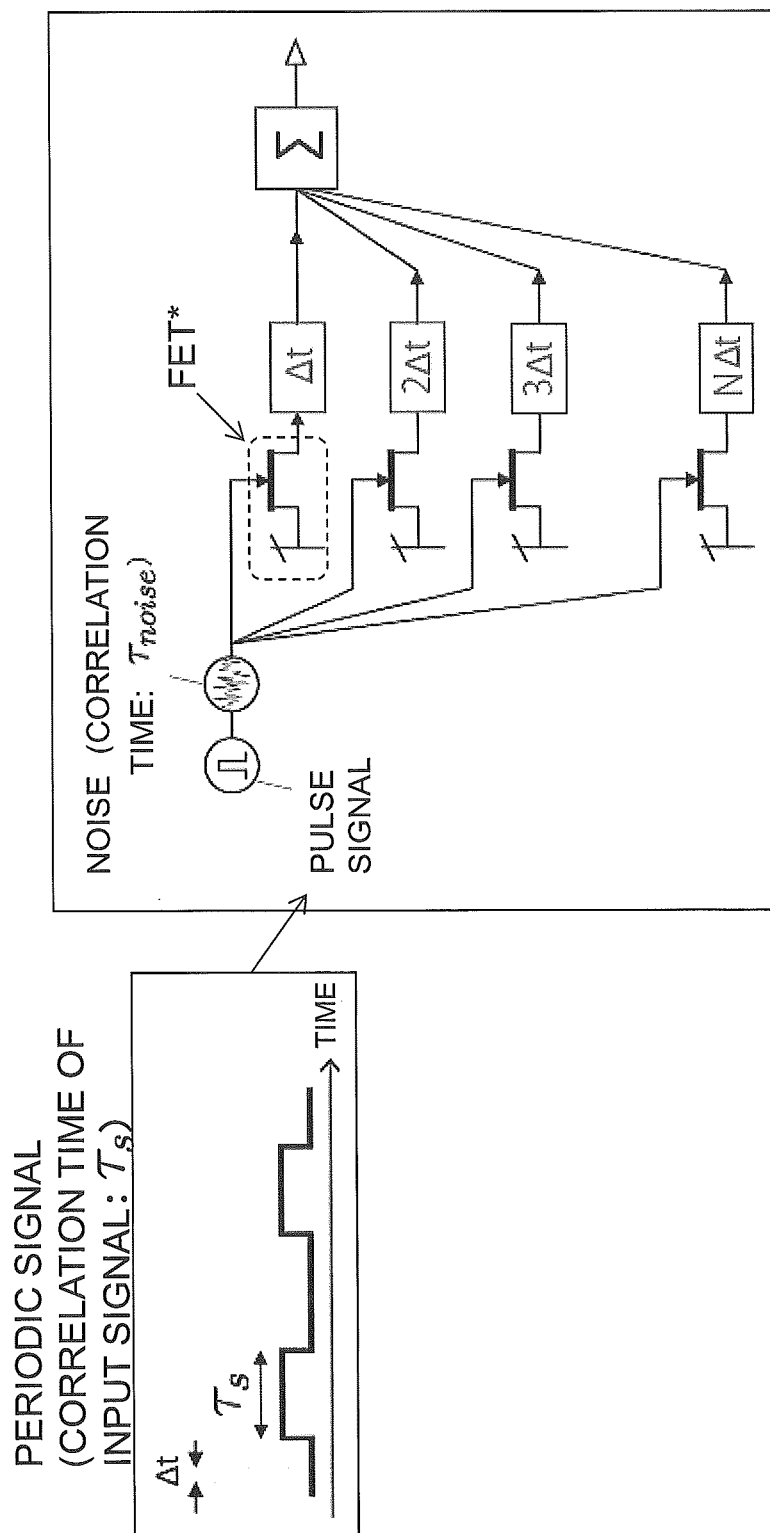 PERIODIC SIGNAL
(CORRELATION TIME OF
INPUT SIGNAL: τs)
Δt
τs
TIME
NOISE (CORRELATION
TIME: τnoise)
PULSE
SIGNAL
FET*
Δt
2Δt
3Δt
NΔt
Σ